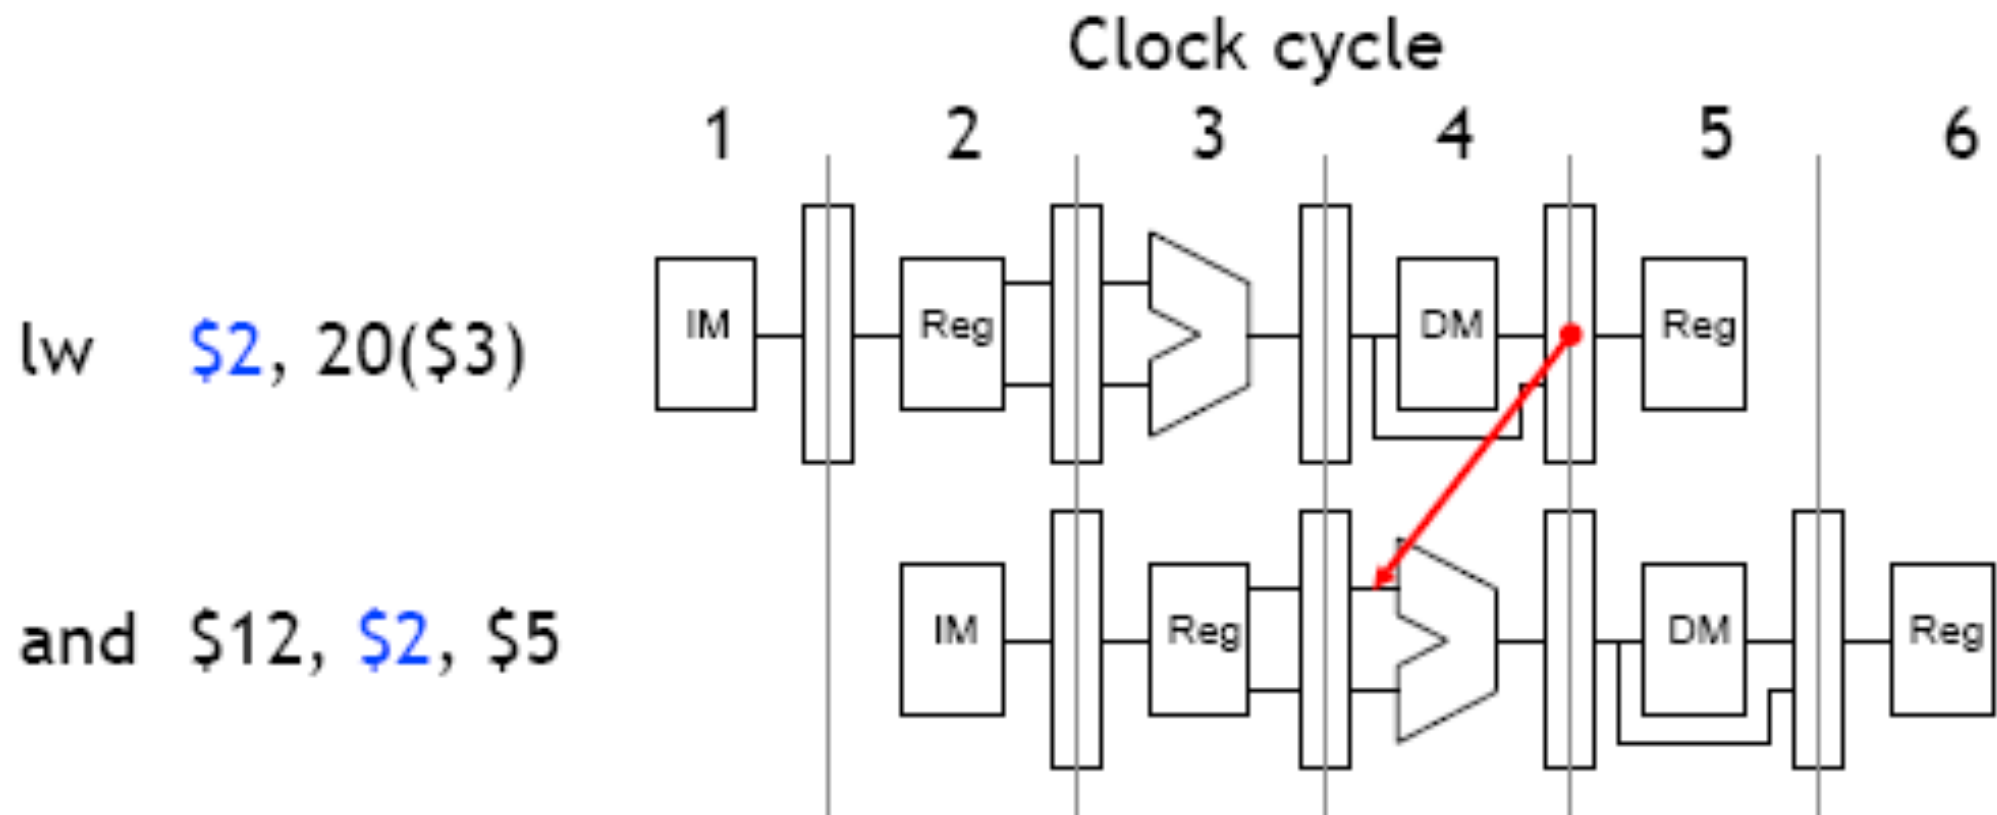 Clock cycle
1 2 3 4 5 6
lw $2, 20($3) IM Reg DM Reg
and $12, $2, $5 IM Reg DM Reg